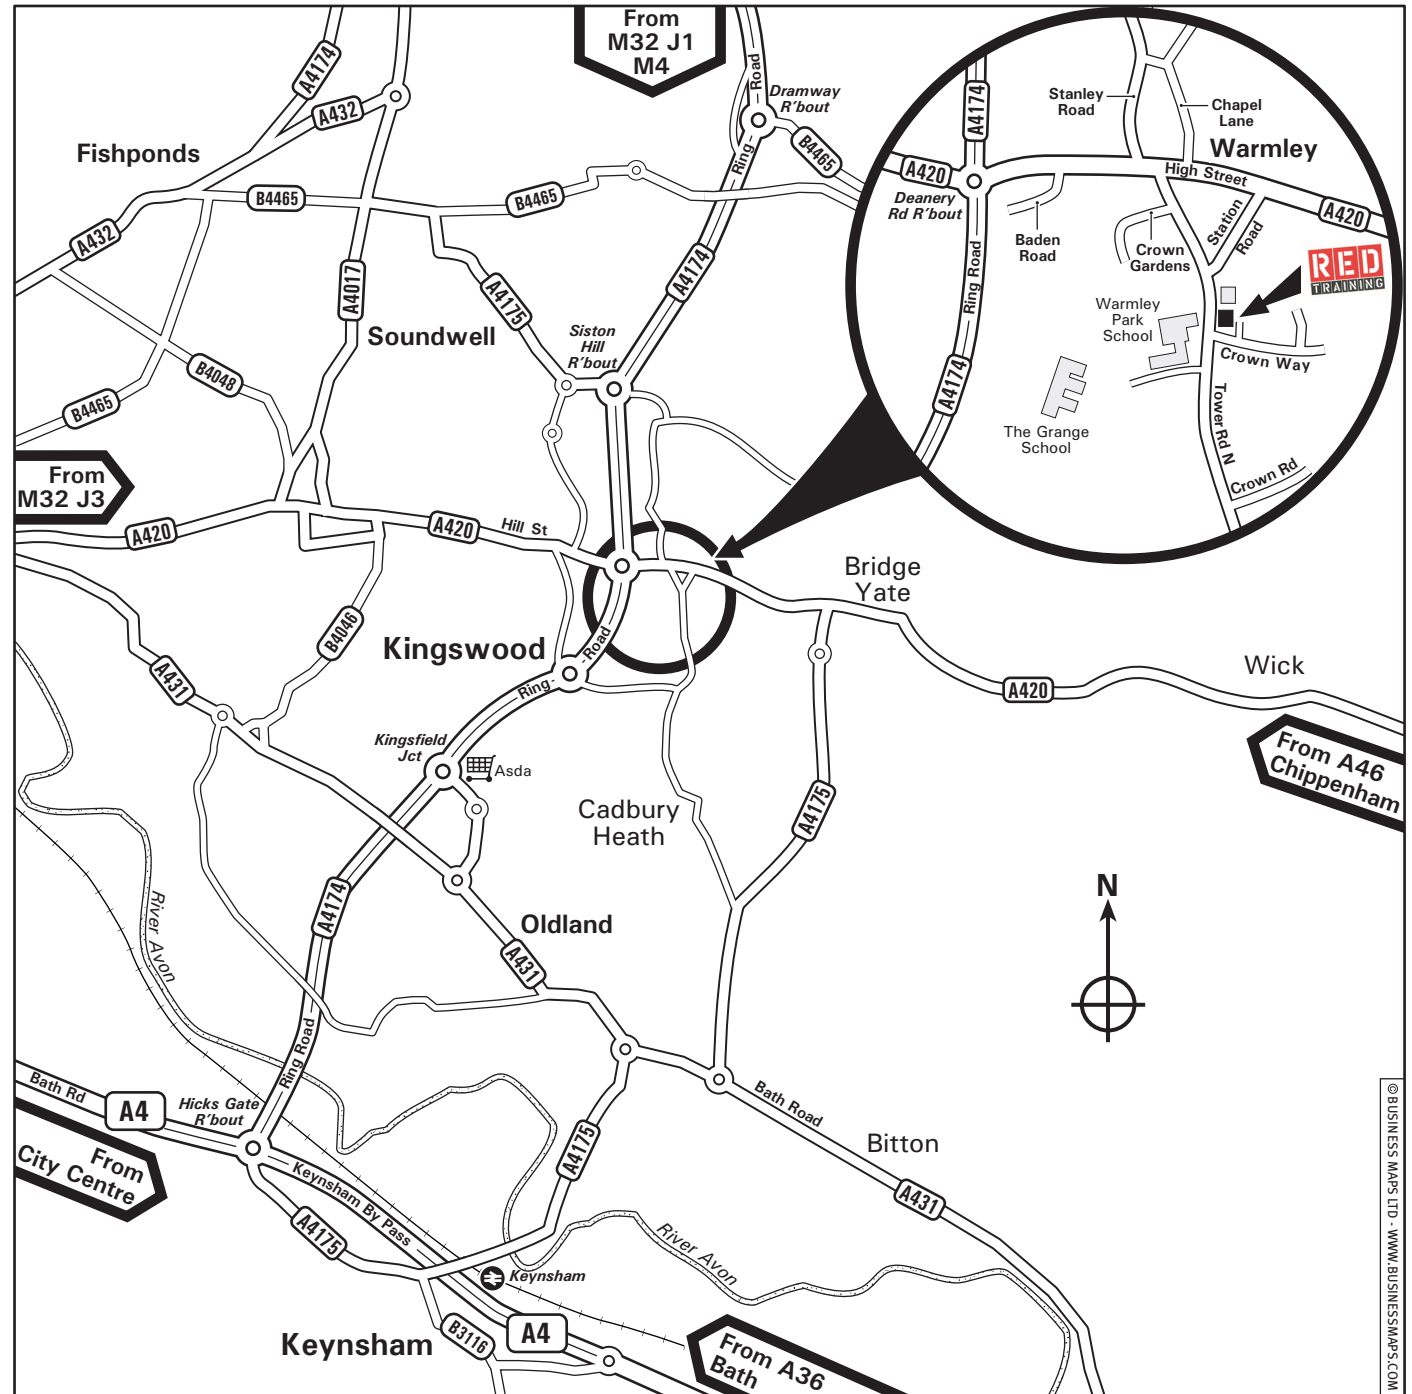 From
M32 J1
M4
A4174
A432
Fishponds
B4465
B4465
A432
A4017
A4175
A4174
Ring
Road
Dramway
R'bout
B4465
Soundwell
Siston
Hill
R'bout
B4048
B4465
From
M32 J3
A420
A420
Hill St
Stanley
Road
Chapel
Lane
Warmley
A4174
A420
Deanery
Rd R'bout
High Street
A420
Baden
Road
Crown
Gardens
Station
Road
RED
TRAINING
Ring Road
Warmley
Park
School
Crown Way
A4174
The Grange
School
Tower Rd N
Crown Rd
Bridge
Yate
Kingswood
B4046
A431
Ring
Road
A420
Wick
From A46
Chippenham
Kingsfield
Jct
Asda
Cadbury
Heath
A4175
N
A4174
Oldland
A431
River Avon
Ring Road
Bath Rd
A4
Hicks Gate
R'bout
From
City Centre
Keynsham By Pass
A4175
A4175
Bath Road
Bitton
A431
River Avon
Keynsham
Keynsham
B3116
A4
From A36
Bath
© BUSINESS MAPS LTD - WWW.BUSINESSMAPS.COM